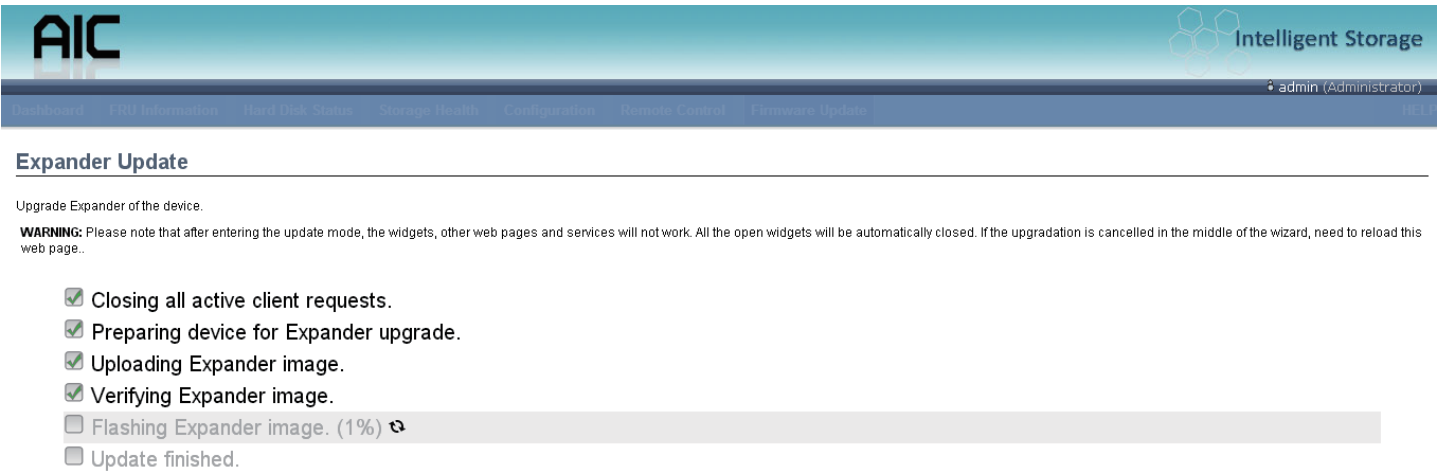 AIC
Intelligent Storage
admin (Administrator)
Dashboard FRU Information Hard Disk Status Storage Health Configuration Remote Control Firmware Update HELP
Expander Update
Upgrade Expander of the device.
WARNING: Please note that after entering the update mode, the widgets, other web pages and services will not work. All the open widgets will be automatically closed. If the upgradation is cancelled in the middle of the wizard, need to reload this
web page..
Closing all active client requests.
Preparing device for Expander upgrade.
Uploading Expander image.
Verifying Expander image.
Flashing Expander image. (1%)
Update finished.